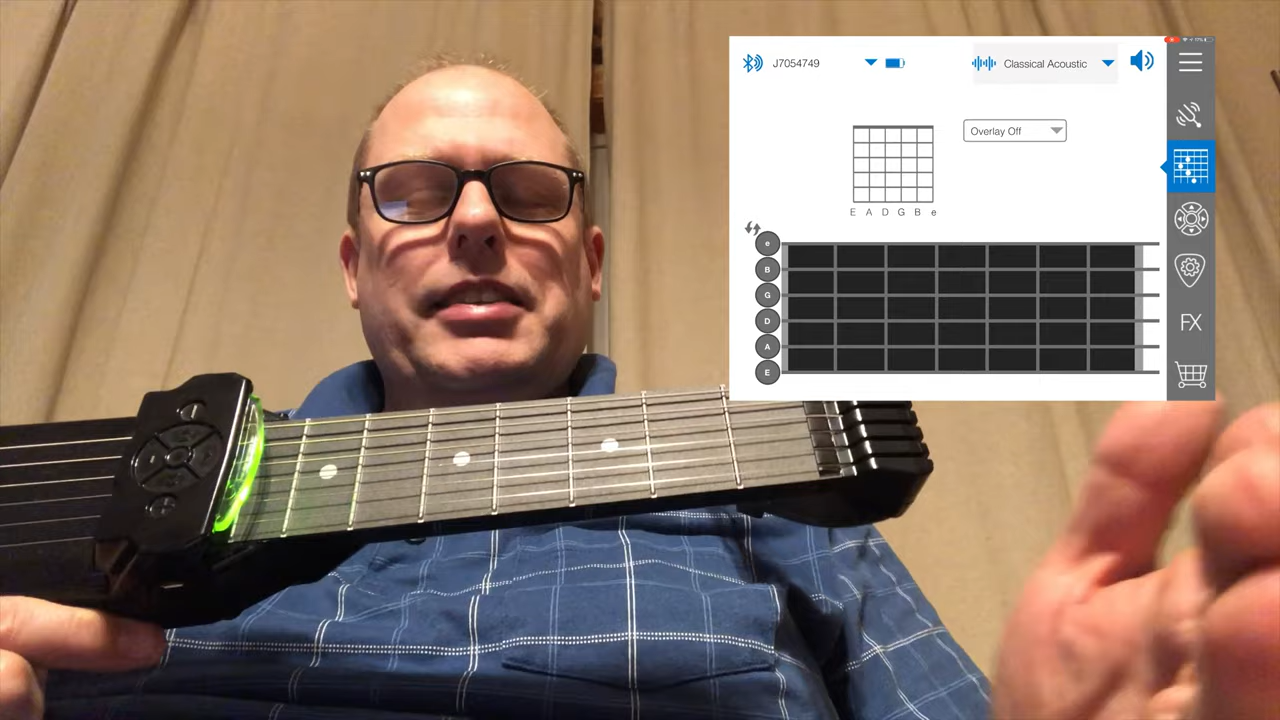 J7054749
Classical Acoustic
Overlay Off
E A D G B e
e
B
G
D
A
E
FX